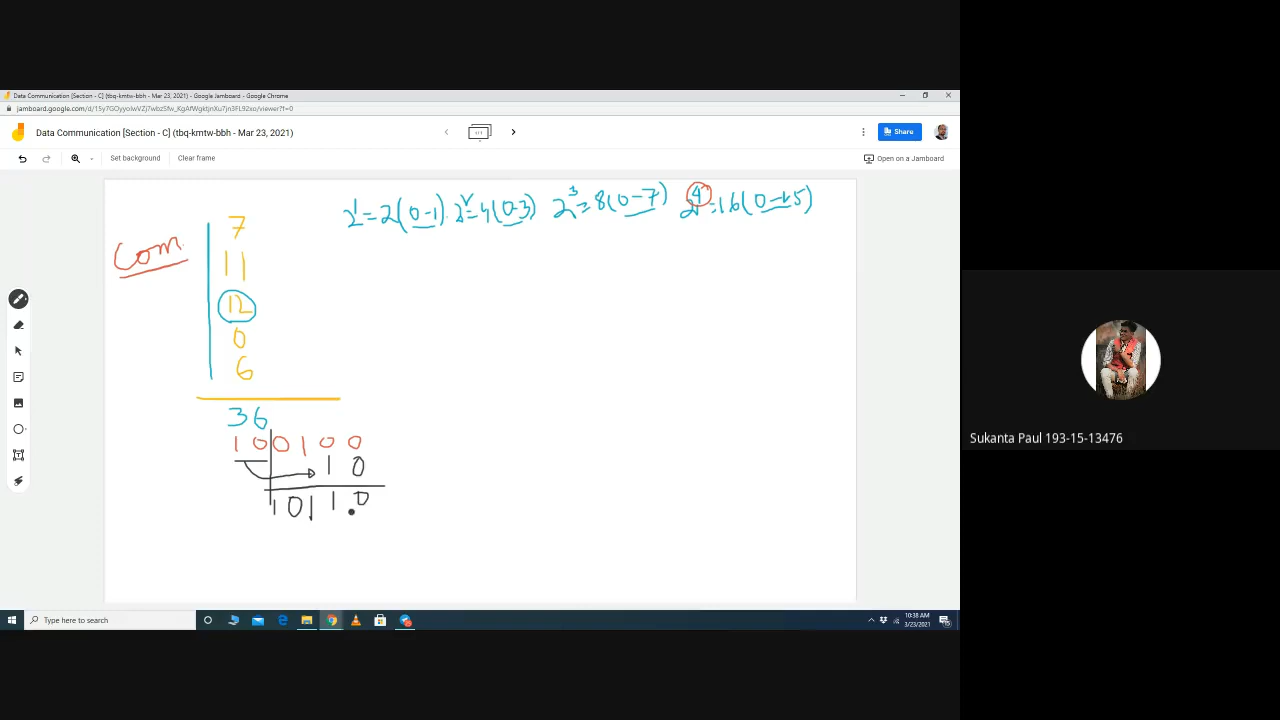 Data Communication [Section - C] (tbq-kmtw-bbh - Mar 23, 2021) - Google Jamboard - Google Chrome
Data Communication [Section - C] (tbq-kmtw-bbh - Mar 23, 2021)
Share
Set background
Clear frame
Open on a Jamboard
2¹ = 2 (0-1) 2² = 4 (0-3) 2³ = 8 (0-7) 2⁴ = 16 (0-15)
Com
7
11
12
0
6
36
100100
10
10110
Sukanta Paul 193-15-13476
Type here to search
10:38 AM
3/23/2021